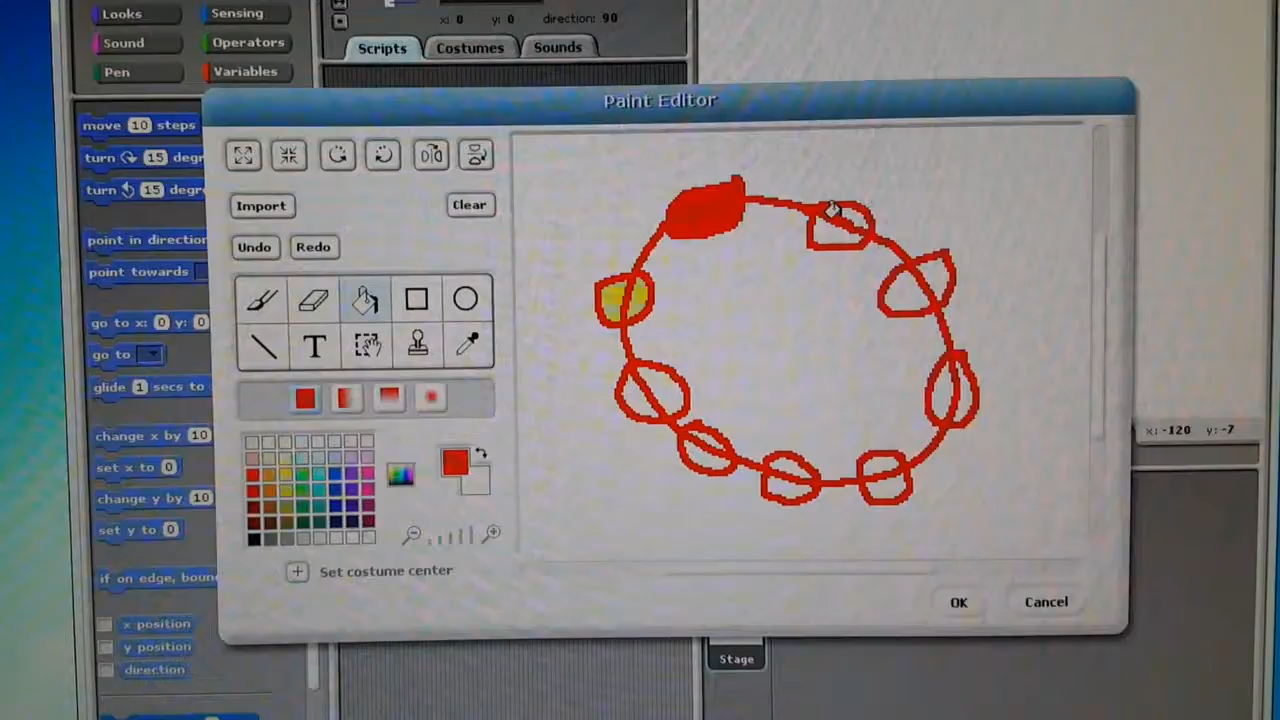 Looks Sensing
x: 0 y: 0 direction: 90
Sound Operators
Scripts Costumes Sounds
Pen Variables
Paint Editor
move 10 steps
turn 15 degr
turn 15 degre
Import Clear
point in direction
Undo Redo
point towards
go to x: 0 y: 0
go to
T
glide 1 secs to
change x by 10
x: -120 y: -7
set x to 0
change y by 10
set y to 0
Set costume center
if on edge, boun
OK Cancel
x position
y position
Stage
direction